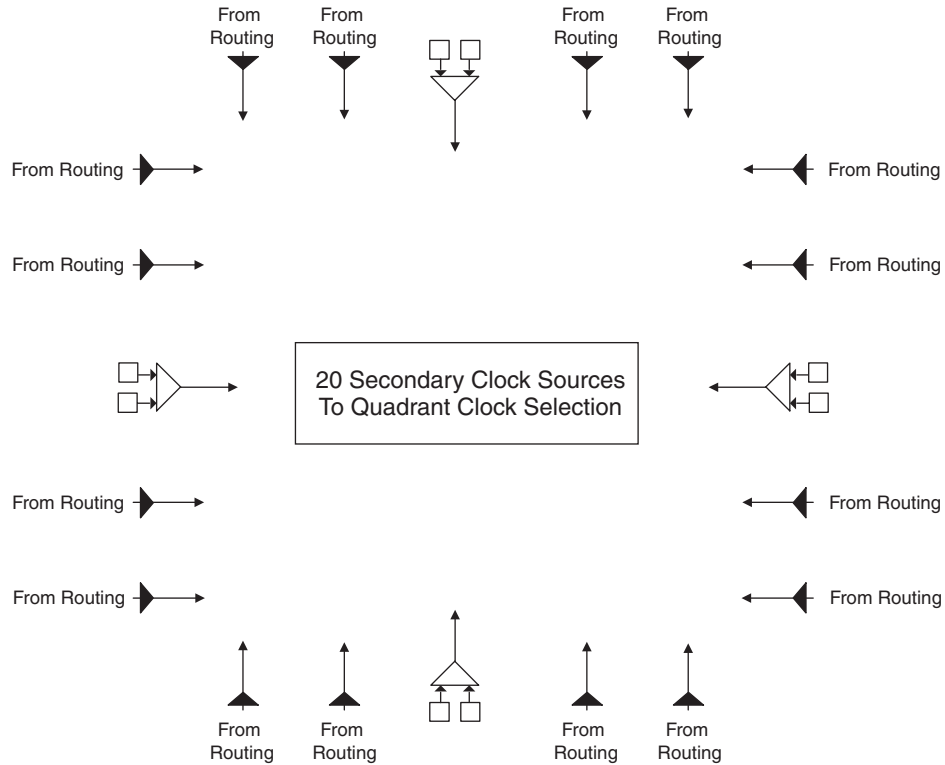 From
Routing
From
Routing
From
Routing
From
Routing
From Routing
From Routing
From Routing
From Routing
20 Secondary Clock Sources
To Quadrant Clock Selection
From Routing
From Routing
From Routing
From Routing
From
Routing
From
Routing
From
Routing
From
Routing